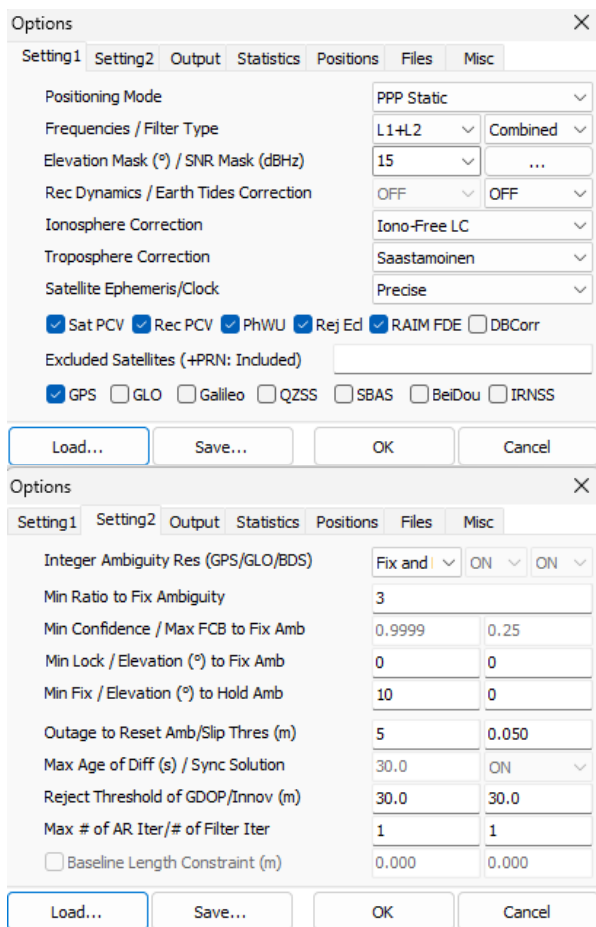 Options
Setting1 Setting2 Output Statistics Positions Files Misc
Positioning Mode PPP Static
Frequencies / Filter Type L1+L2 Combined
Elevation Mask (°) / SNR Mask (dBHz) 15 ...
Rec Dynamics / Earth Tides Correction OFF OFF
Ionosphere Correction Iono-Free LC
Troposphere Correction Saastamoinen
Satellite Ephemeris/Clock Precise
Sat PCV Rec PCV PhWU Rej Ecl RAIM FDE DBCorr
Excluded Satellites (+PRN: Included)
GPS GLO Galileo QZSS SBAS BeiDou IRNSS
Load... Save... OK Cancel
Options
Setting1 Setting2 Output Statistics Positions Files Misc
Integer Ambiguity Res (GPS/GLO/BDS) Fix and ON ON
Min Ratio to Fix Ambiguity 3
Min Confidence / Max FCB to Fix Amb 0.9999 0.25
Min Lock / Elevation (°) to Fix Amb 0 0
Min Fix / Elevation (°) to Hold Amb 10 0
Outage to Reset Amb/Slip Thres (m) 5 0.050
Max Age of Diff (s) / Sync Solution 30.0 ON
Reject Threshold of GDOP/Innov (m) 30.0 30.0
Max # of AR Iter/# of Filter Iter 1 1
Baseline Length Constraint (m) 0.000 0.000
Load... Save... OK Cancel